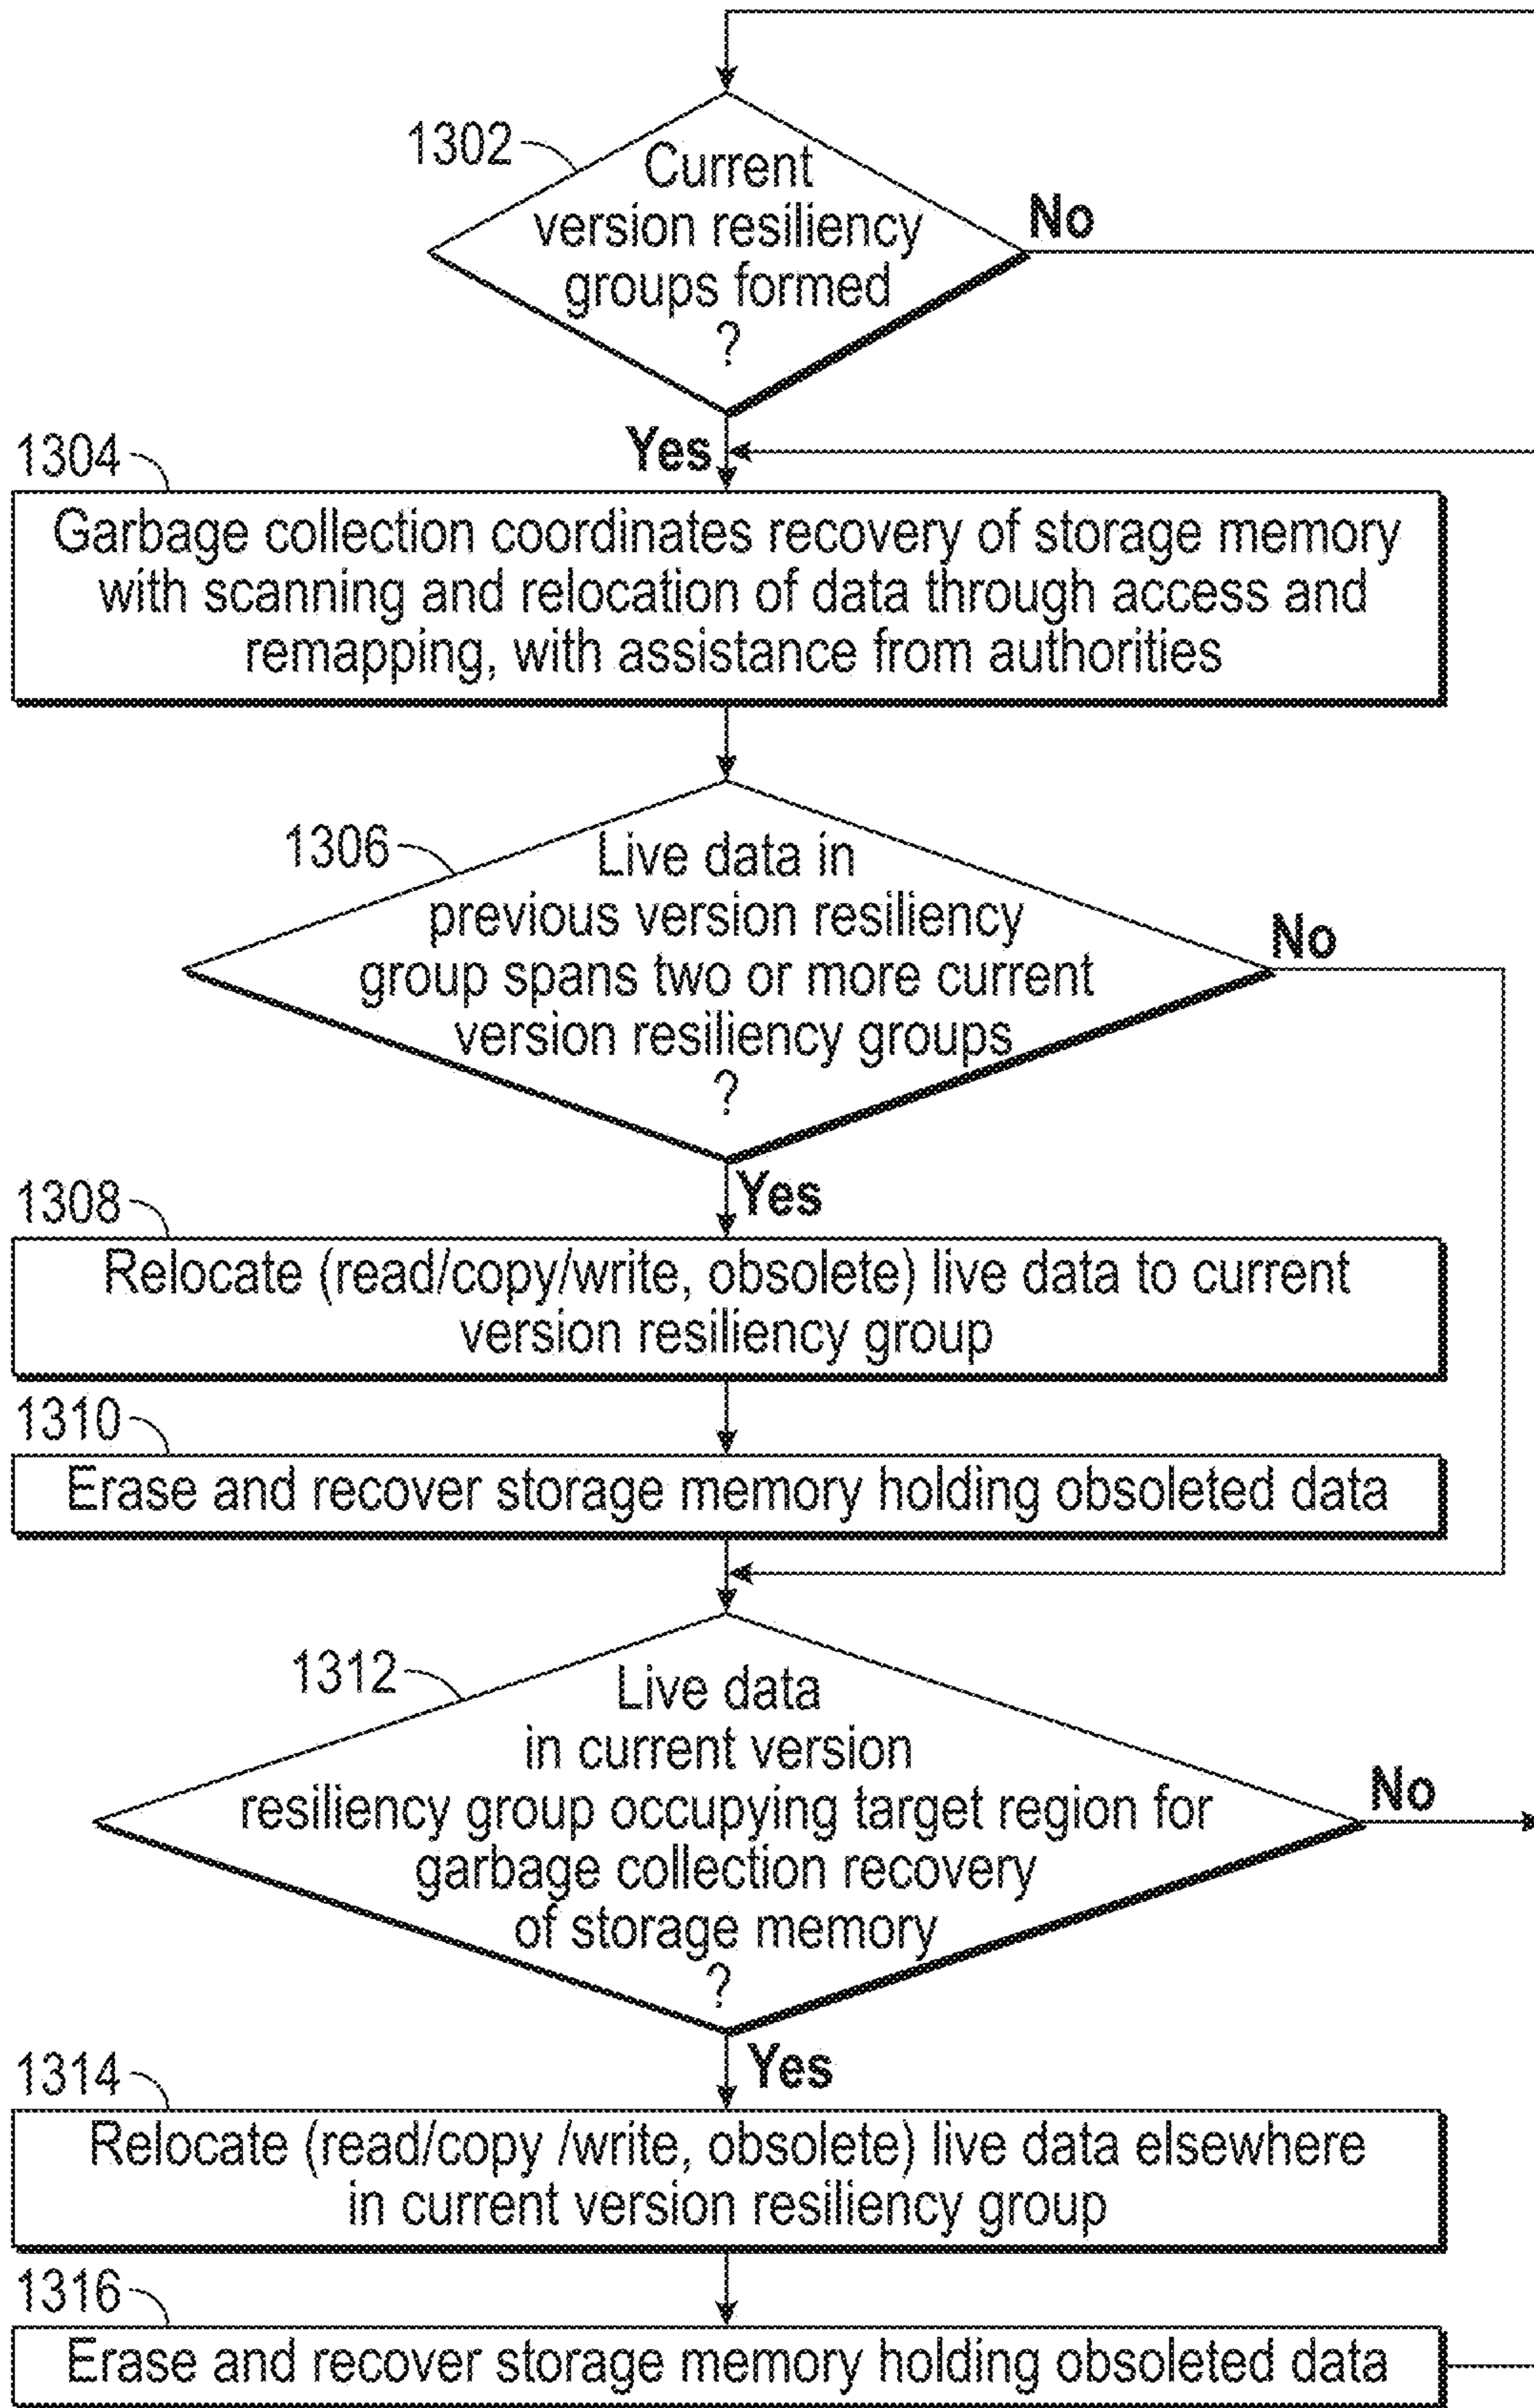 1302
Current
version resiliency
groups formed
?
No
Yes
1304
Garbage collection coordinates recovery of storage memory
with scanning and relocation of data through access and
remapping, with assistance from authorities
1306
Live data in
previous version resiliency
group spans two or more current
version resiliency groups
?
No
Yes
1308
Relocate (read/copy/write, obsolete) live data to current
version resiliency group
1310
Erase and recover storage memory holding obsoleted data
1312
Live data
in current version
resiliency group occupying target region for
garbage collection recovery
of storage memory
?
No
Yes
1314
Relocate (read/copy /write, obsolete) live data elsewhere
in current version resiliency group
1316
Erase and recover storage memory holding obsoleted data